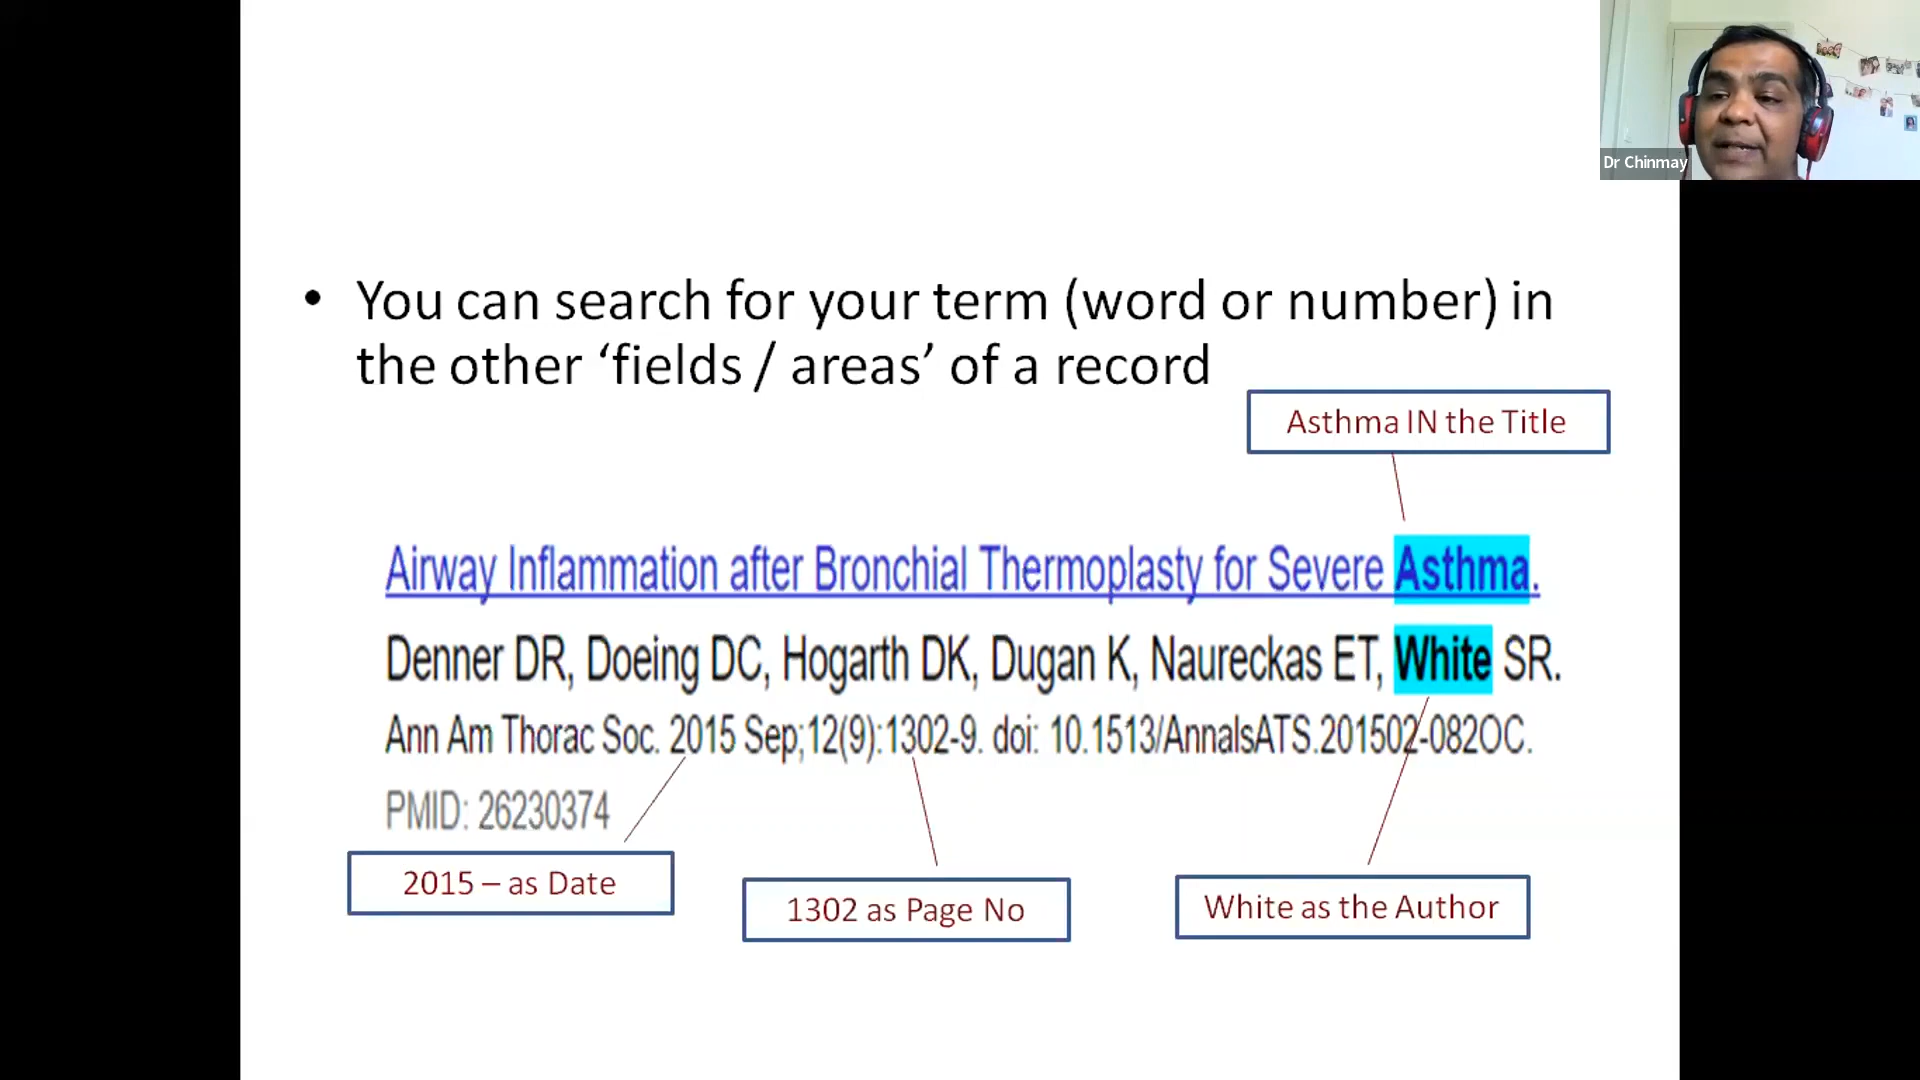 Dr Chinmay
• You can search for your term (word or number) in
the other ‘fields / areas’ of a record
Asthma IN the Title
Airway Inflammation after Bronchial Thermoplasty for Severe Asthma.
Denner DR, Doeing DC, Hogarth DK, Dugan K, Naureckas ET, White SR.
Ann Am Thorac Soc. 2015 Sep;12(9):1302-9. doi: 10.1513/AnnalsATS.201502-082OC.
PMID: 26230374
2015 – as Date
1302 as Page No
White as the Author